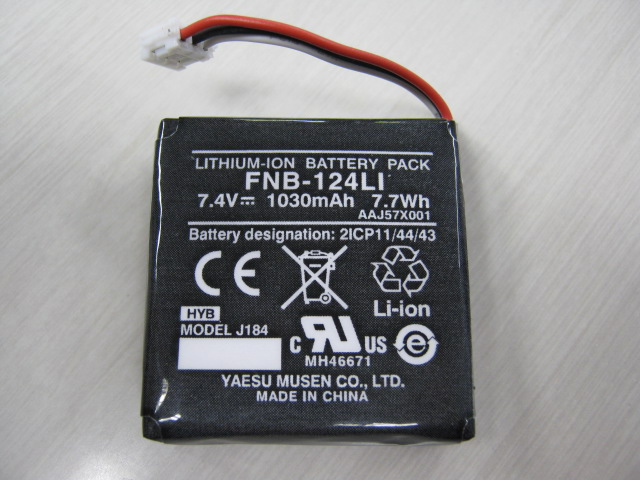 LITHIUM-ION BATTERY PACK
FNB-124LI
7.4V⎓ 1030mAh 7.7Wh
AAJ57X001
Battery designation: 2ICP11/44/43
CE
Li-ion
HYB
MODEL J184
c RU US e
MH46671
YAESU MUSEN CO., LTD.
MADE IN CHINA